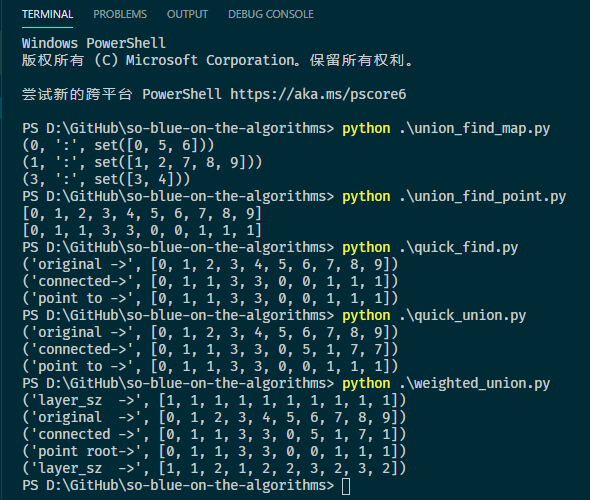 TERMINAL PROBLEMS OUTPUT DEBUG CONSOLE
Windows PowerShell
版权所有 (C) Microsoft Corporation。保留所有权利。
尝试新的跨平台 PowerShell https://aka.ms/pscore6
PS D:\GitHub\so-blue-on-the-algorithms> python .\union_find_map.py
(0, ':', set([0, 5, 6]))
(1, ':', set([1, 2, 7, 8, 9]))
(3, ':', set([3, 4]))
PS D:\GitHub\so-blue-on-the-algorithms> python .\union_find_point.py
[0, 1, 2, 3, 4, 5, 6, 7, 8, 9]
[0, 1, 1, 3, 3, 0, 0, 1, 1, 1]
PS D:\GitHub\so-blue-on-the-algorithms> python .\quick_find.py
('original ->', [0, 1, 2, 3, 4, 5, 6, 7, 8, 9])
('connected->', [0, 1, 1, 3, 3, 0, 0, 1, 1, 1])
('point to ->', [0, 1, 1, 3, 3, 0, 0, 1, 1, 1])
PS D:\GitHub\so-blue-on-the-algorithms> python .\quick_union.py
('original ->', [0, 1, 2, 3, 4, 5, 6, 7, 8, 9])
('connected->', [0, 1, 1, 3, 3, 0, 5, 1, 7, 7])
('point to ->', [0, 1, 1, 3, 3, 0, 0, 1, 1, 1])
PS D:\GitHub\so-blue-on-the-algorithms> python .\weighted_union.py
('layer_sz  ->', [1, 1, 1, 1, 1, 1, 1, 1, 1, 1])
('original  ->', [0, 1, 2, 3, 4, 5, 6, 7, 8, 9])
('connected ->', [0, 1, 1, 3, 3, 0, 5, 1, 7, 1])
('point root->', [0, 1, 1, 3, 3, 0, 0, 1, 1, 1])
('layer_sz  ->', [1, 1, 2, 1, 2, 2, 3, 2, 3, 2])
PS D:\GitHub\so-blue-on-the-algorithms>